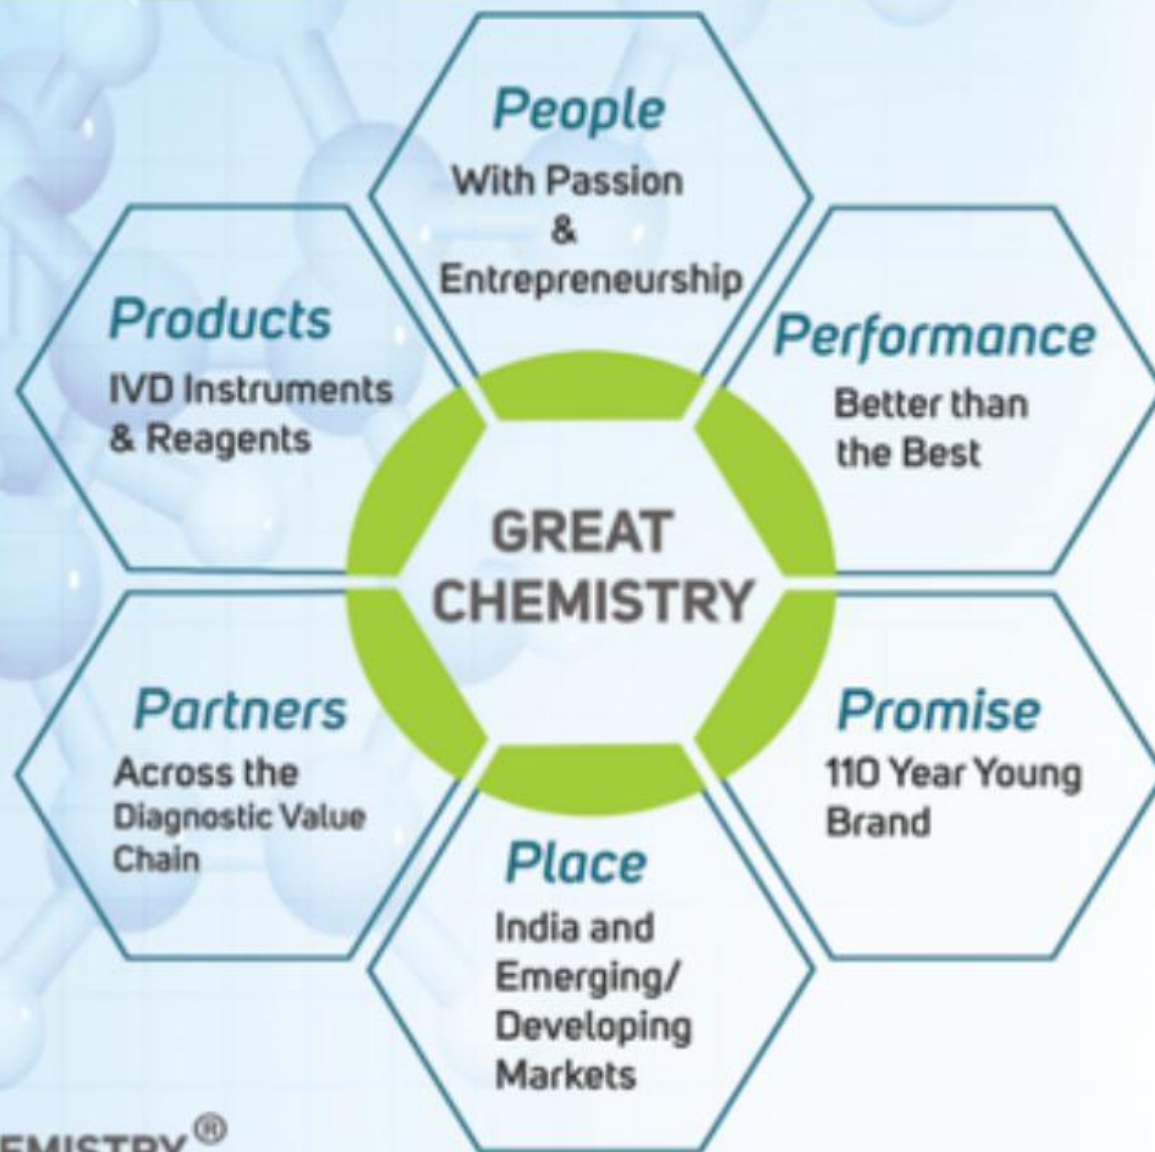 People
With Passion
&
Entrepreneurship
Products
IVD Instruments
& Reagents
Performance
Better than
the Best
GREAT
CHEMISTRY
Partners
Across the
Diagnostic Value
Chain
Promise
110 Year Young
Brand
Place
India and
Emerging/
Developing
Markets
EMISTRY®